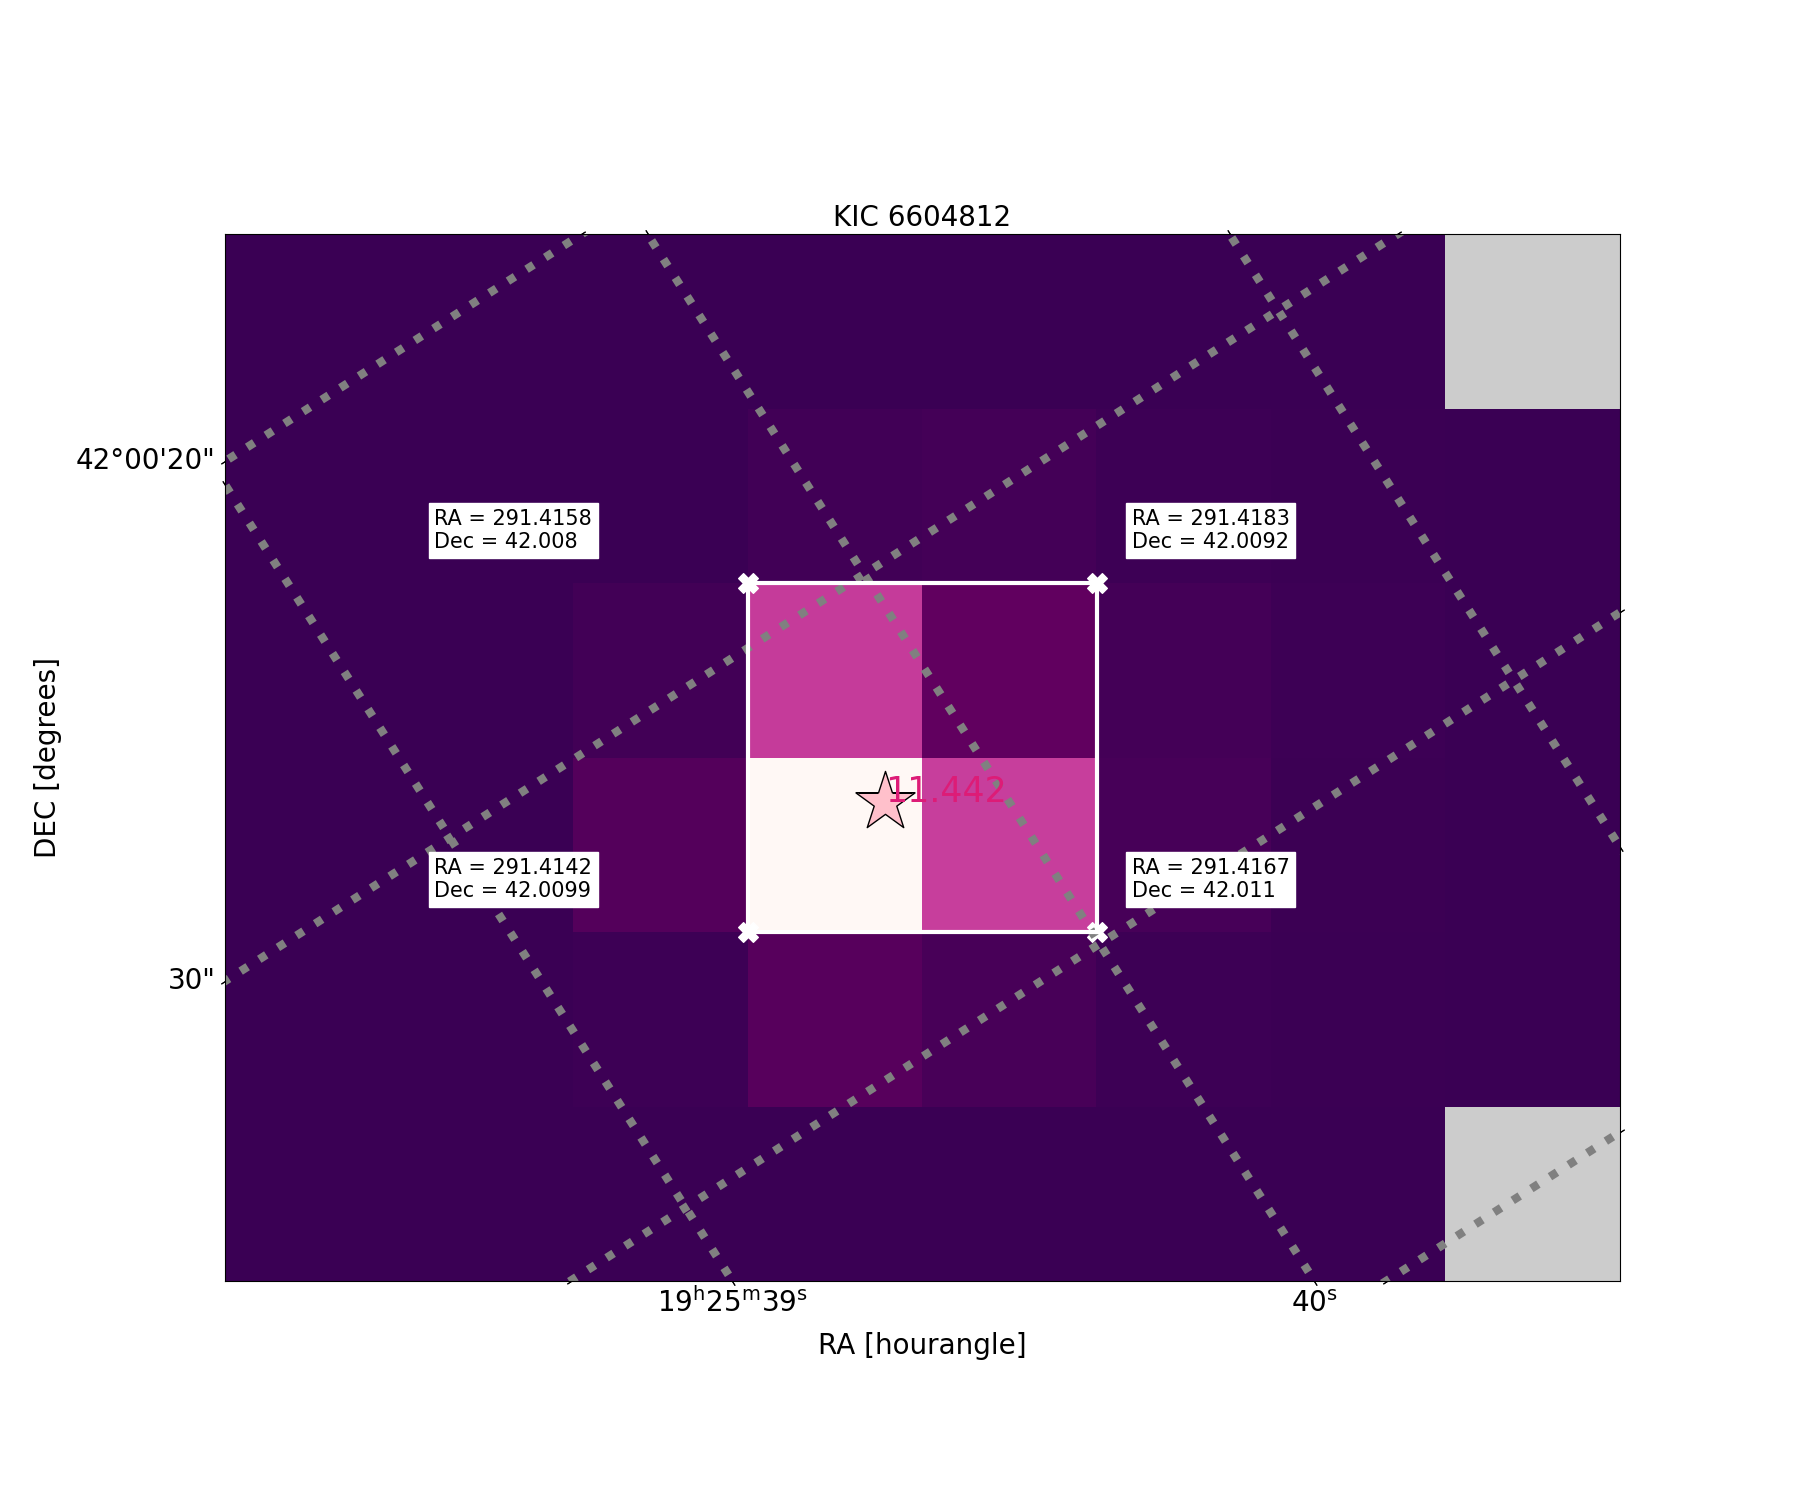 KIC 6604812
42°00'20"
RA = 291.4158
Dec = 42.008
RA = 291.4183
Dec = 42.0092
11.442
DEC [degrees]
RA = 291.4142
Dec = 42.0099
RA = 291.4167
Dec = 42.011
30"
19h25m39s
40s
RA [hourangle]